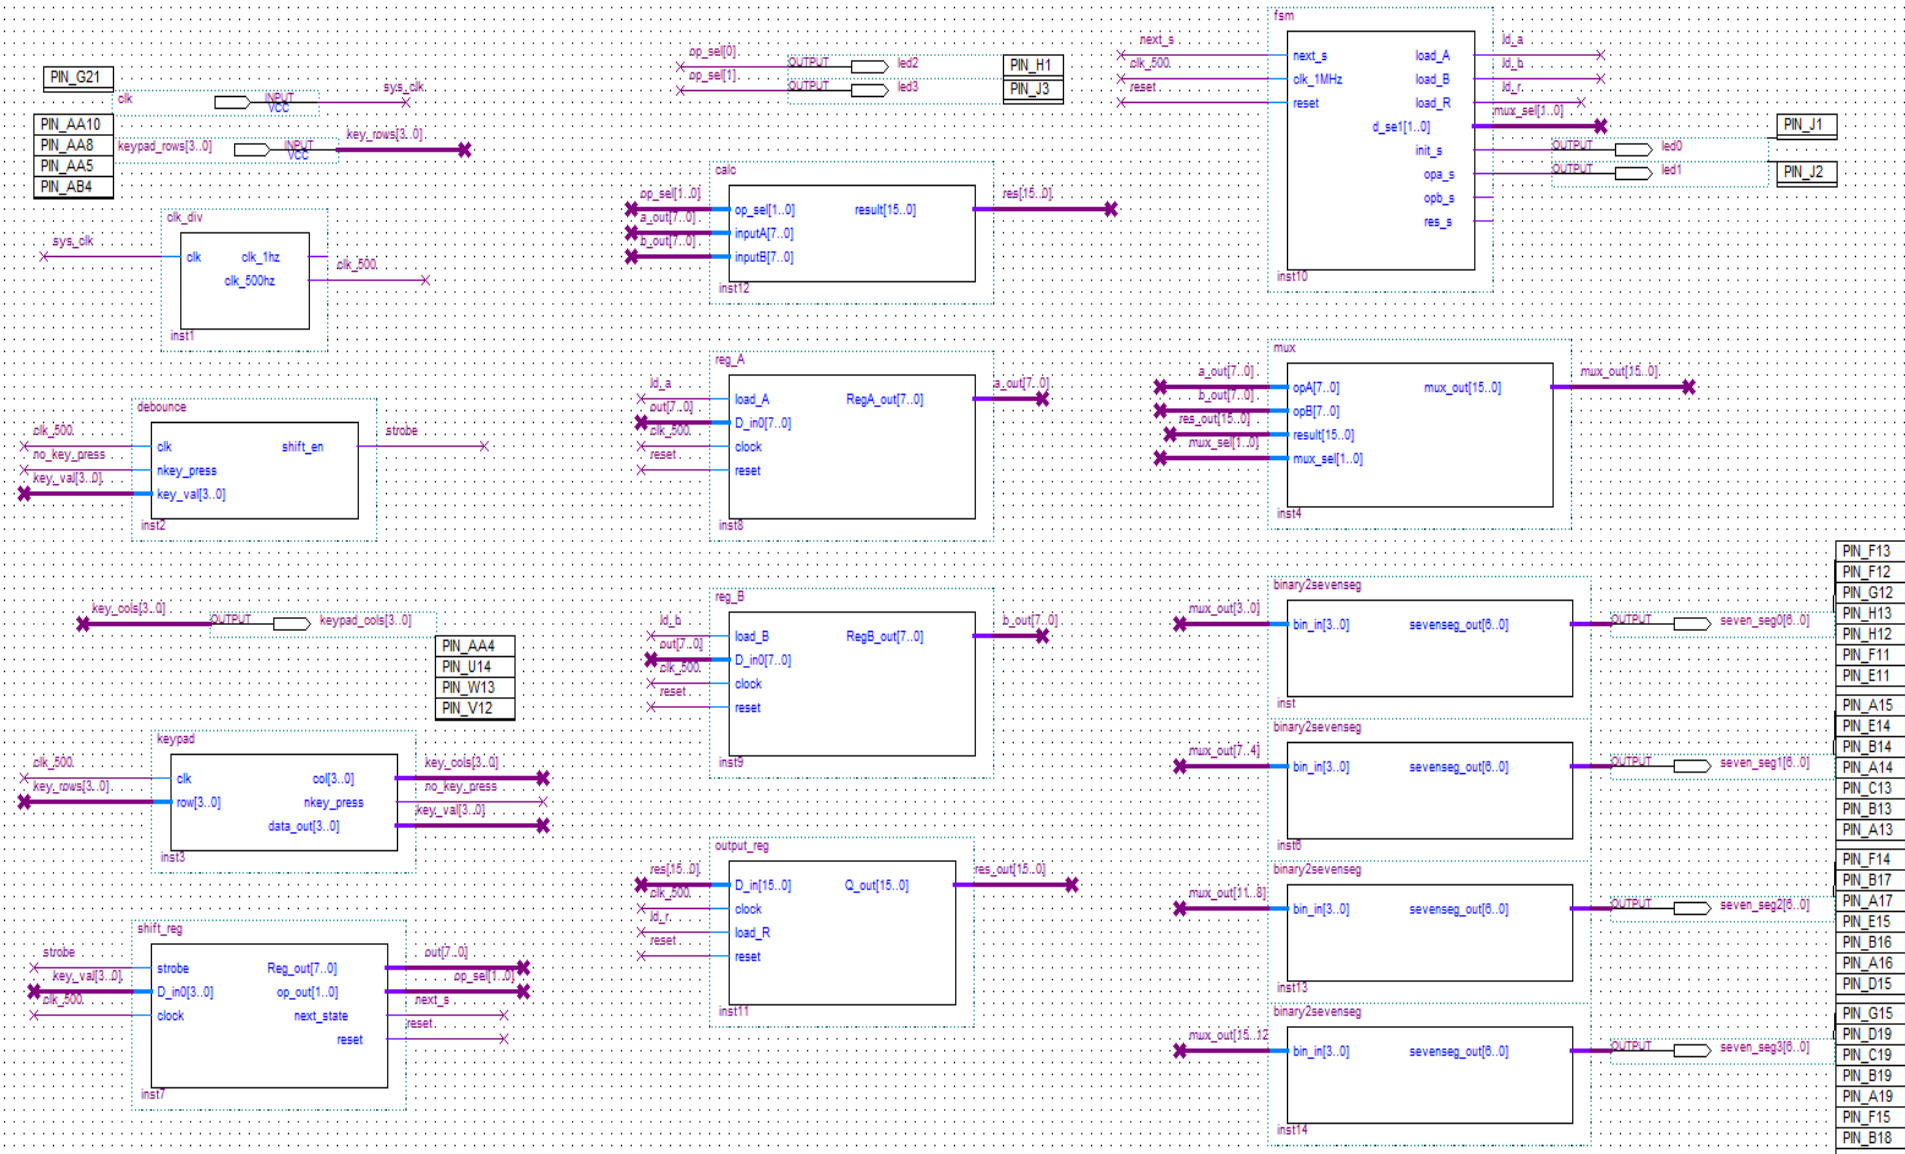 PIN_G21
clk
INPUT
VCC
sys_clk
PIN_AA10
PIN_AA8
PIN_AA5
PIN_AB4
keypad_rows[3..0]
INPUT
VCC
key_rows[3..0]
clk_div
sys_clk
clk
clk_1hz
clk_500hz
clk_500
inst1
debounce
clk_500
no_key_press
key_val[3..0]
clk
nkey_press
key_val[3..0]
shift_en
strobe
inst2
key_cols[3..0]
OUTPUT
keypad_cols[3..0]
PIN_AA4
PIN_U14
PIN_W13
PIN_V12
keypad
clk_500
key_rows[3..0]
clk
row[3..0]
col[3..0]
nkey_press
data_out[3..0]
key_cols[3..0]
no_key_press
key_val[3..0]
inst3
shift_reg
strobe
key_val[3..0]
clk_500
strobe
D_in0[3..0]
clock
Reg_out[7..0]
op_out[1..0]
next_state
reset
out[7..0]
op_sel[1..0]
next_s
reset
inst7
op_sel[0]
op_sel[1]
OUTPUT
OUTPUT
led2
led3
PIN_H1
PIN_J3
calc
op_sel[1..0]
a_out[7..0]
b_out[7..0]
op_sel[1..0]
inputA[7..0]
inputB[7..0]
result[15..0]
res[15..0]
inst12
reg_A
ld_a
out[7..0]
clk_500
reset
load_A
D_in0[7..0]
clock
reset
RegA_out[7..0]
a_out[7..0]
inst8
reg_B
ld_b
out[7..0]
clk_500
reset
load_B
D_in0[7..0]
clock
reset
RegB_out[7..0]
b_out[7..0]
inst9
output_reg
res[15..0]
clk_500
ld_r
reset
D_in[15..0]
clock
load_R
reset
Q_out[15..0]
res_out[15..0]
inst11
fsm
next_s
clk_500
reset
next_s
clk_1MHz
reset
load_A
load_B
load_R
d_se1[1..0]
init_s
opa_s
opb_s
res_s
ld_a
ld_b
ld_r
mux_sel[1..0]
OUTPUT
OUTPUT
led0
led1
PIN_J1
PIN_J2
inst10
mux
a_out[7..0]
b_out[7..0]
res_out[15..0]
mux_sel[1..0]
opA[7..0]
opB[7..0]
result[15..0]
mux_sel[1..0]
mux_out[15..0]
mux_out[15..0]
inst4
binary2sevenseg
mux_out[3..0]
bin_in[3..0]
sevenseg_out[6..0]
OUTPUT
seven_seg0[6..0]
inst
PIN_F13
PIN_F12
PIN_G12
PIN_H13
PIN_H12
PIN_F11
PIN_E11
binary2sevenseg
mux_out[7..4]
bin_in[3..0]
sevenseg_out[6..0]
OUTPUT
seven_seg1[6..0]
inst6
PIN_A15
PIN_E14
PIN_B14
PIN_A14
PIN_C13
PIN_B13
PIN_A13
binary2sevenseg
mux_out[11..8]
bin_in[3..0]
sevenseg_out[6..0]
OUTPUT
seven_seg2[6..0]
inst13
PIN_F14
PIN_B17
PIN_A17
PIN_E15
PIN_B16
PIN_A16
PIN_D15
binary2sevenseg
mux_out[15..12
bin_in[3..0]
sevenseg_out[6..0]
OUTPUT
seven_seg3[6..0]
inst14
PIN_G15
PIN_D19
PIN_C19
PIN_B19
PIN_A19
PIN_F15
PIN_B18